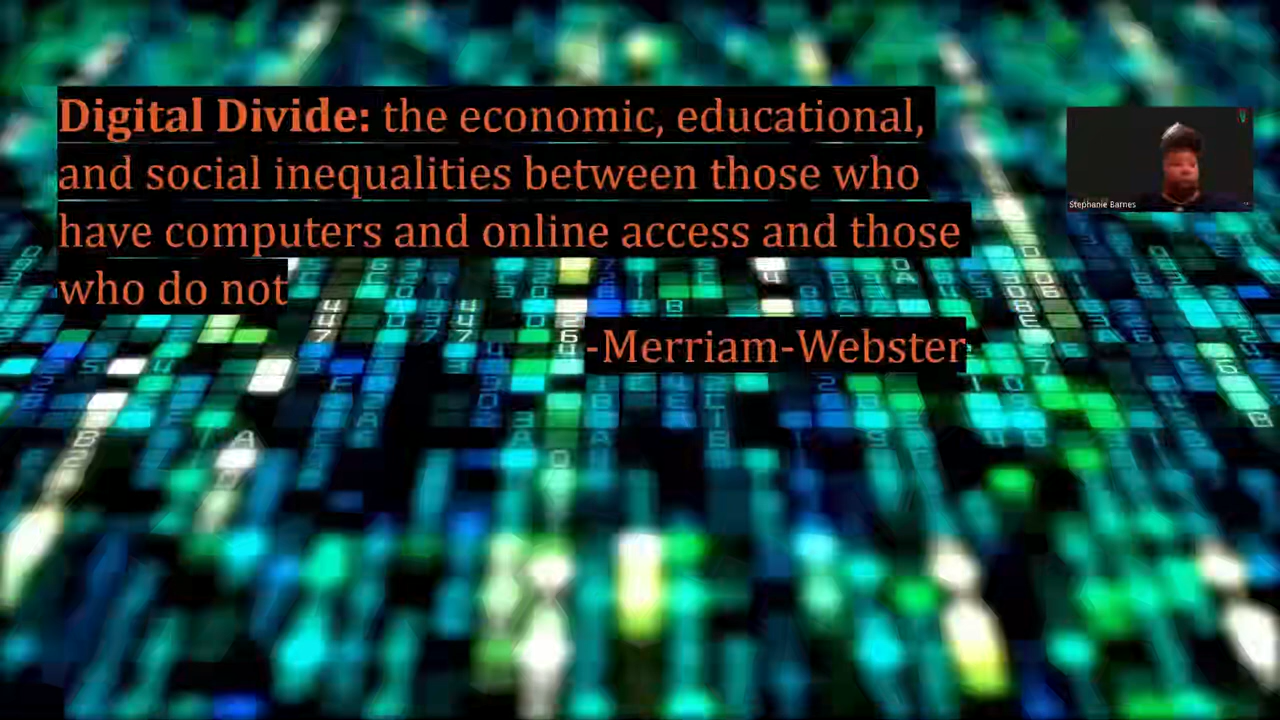 Digital Divide: the economic, educational,
and social inequalities between those who
have computers and online access and those
who do not
-Merriam-Webster
Stephanie Barnes